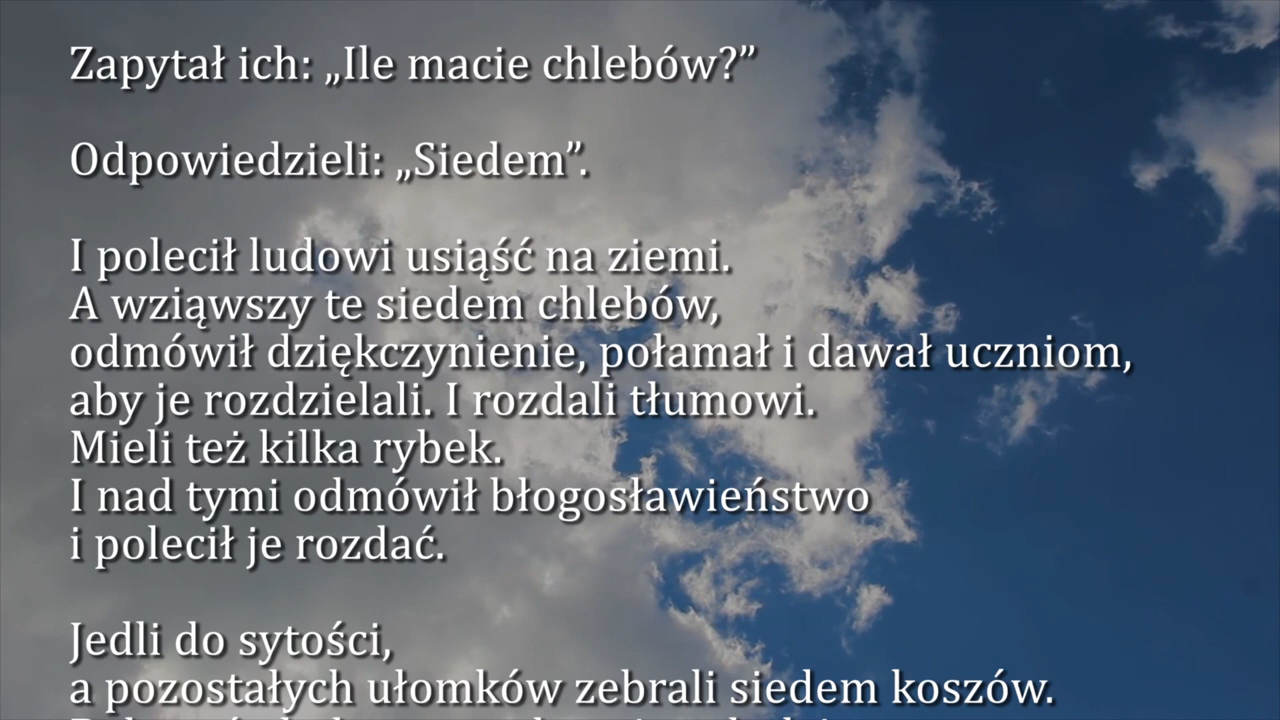 Zapytał ich: „Ile macie chlebów?”
Odpowiedzieli: „Siedem”.
I polecił ludowi usiąść na ziemi.
A wziąwszy te siedem chlebów,
odmówił dziękczynienie, połamał i dawał uczniom,
aby je rozdzielali. I rozdali tłumowi.
Mieli też kilka rybek.
I nad tymi odmówił błogosławieństwo
i polecił je rozdać.
Jedli do sytości,
a pozostałych ułomków zebrali siedem koszów.